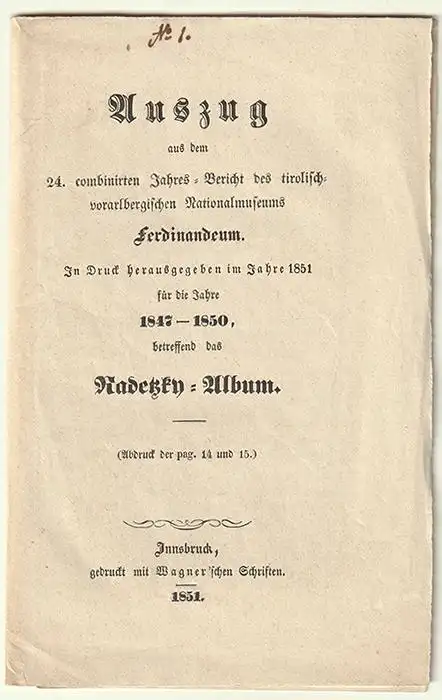 No 1.
Auszug
aus dem
24. combinirten Jahres-Bericht des tirolisch-
vorarlbergischen Nationalmuseums
Ferdinandeum.
In Druck herausgegeben im Jahre 1851
für die Jahre
1847—1850,
betreffend das
Radetzky-Album.
(Abdruck der pag. 14 und 15.)
Innsbruck,
gedruckt mit Wagner'schen Schriften.
1851.